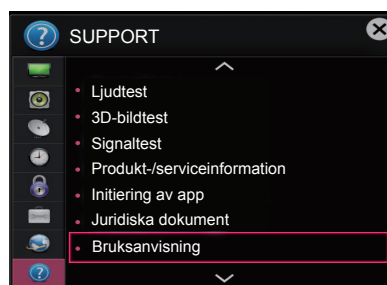 SUPPORT
Ljudtest
3D-bildtest
Signaltest
Produkt-/serviceinformation
Initiering av app
Juridiska dokument
Bruksanvisning